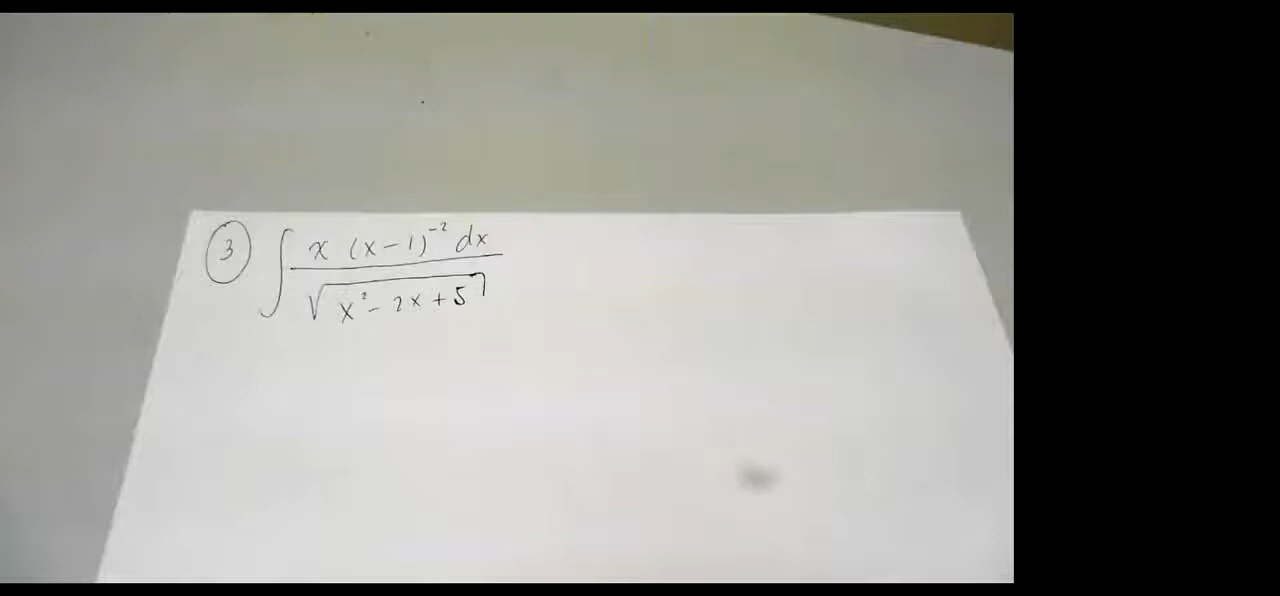 ③ ∫ x (x-1)⁻² dx / √(x² - 2x + 5)